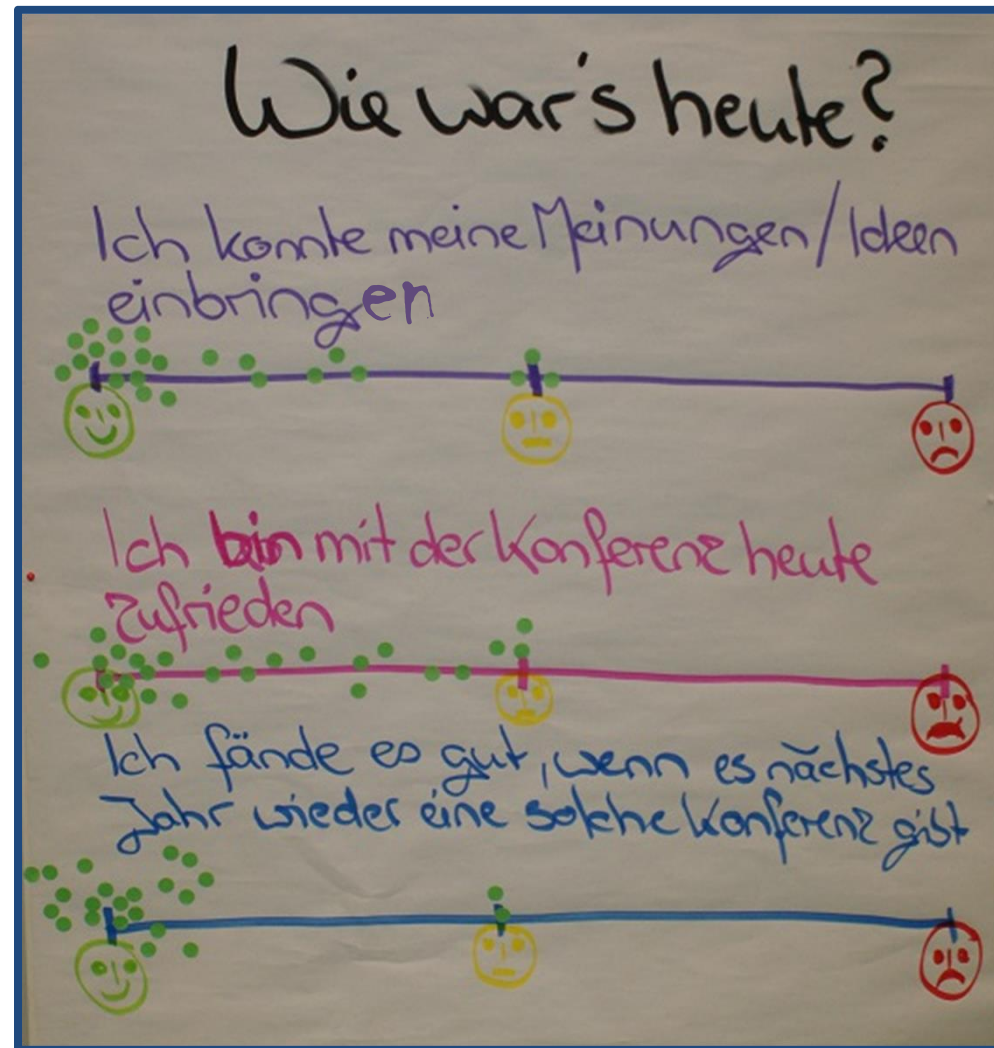 Wie war's heute?
Ich konnte meine Meinungen/Ideen
einbringen
Ich bin mit der Konferenz heute
zufrieden
Ich fände es gut, wenn es nächstes
Jahr wieder eine solche Konferenz gibt